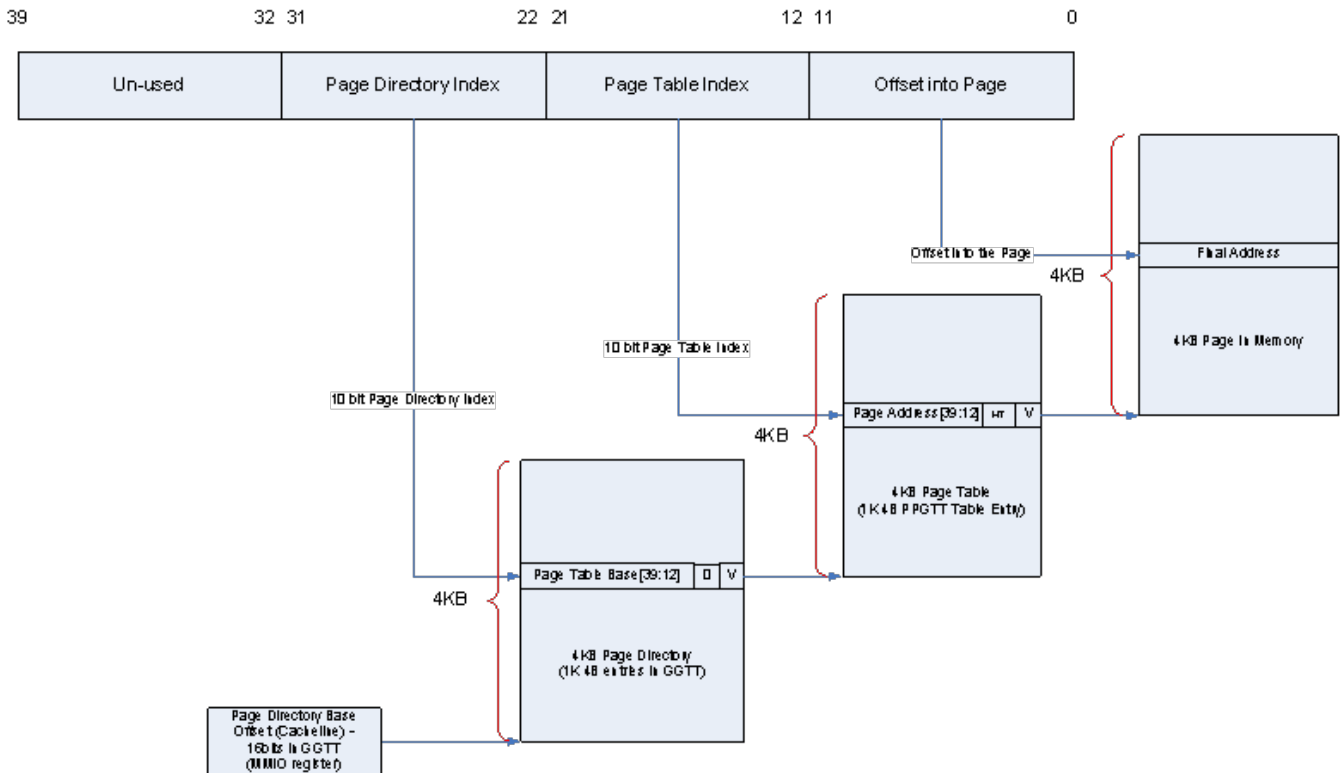 39 32 31 22 21 12 11 0
Un-used Page Directory Index Page Table Index Offset into Page
Offset into the Page
Final Address
4KB
10 bit Page Table Index
4KB Page in Memory
10 bit Page Directory Index
Page Address[39:12] V
4KB
4KB Page Table
(1K 4B PPGTT Table Entry)
Page Table Base[39:12] 0 V
4KB
4KB Page Directory
(1K 4B entries in GGTT)
Page Directory Base
Offset (Cacheline) –
16bits in GGTT
(MMIO register)